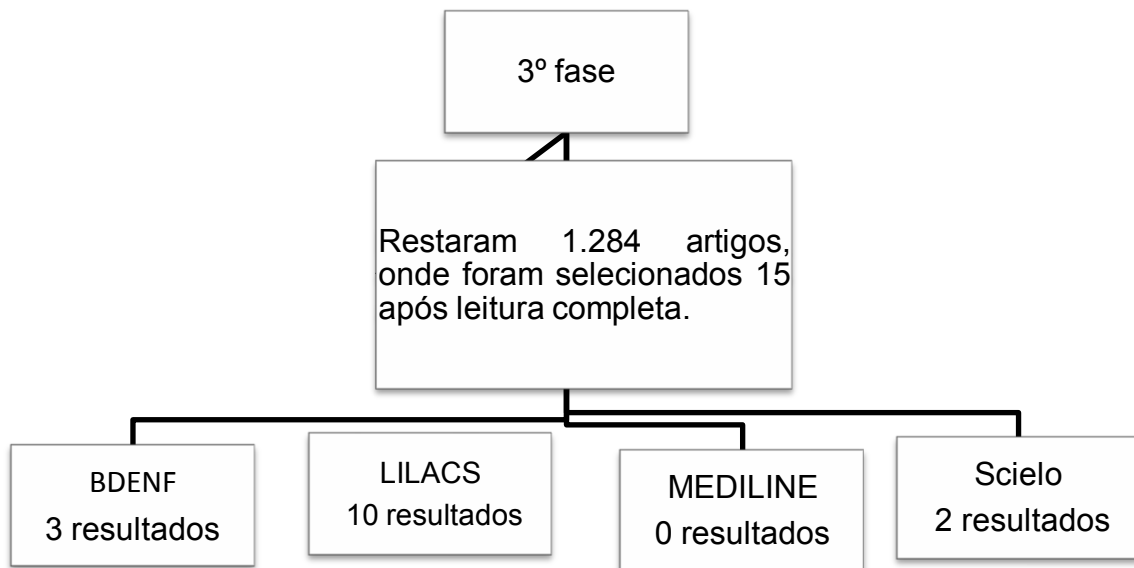 3º fase
Restaram 1.284 artigos,
onde foram selecionados 15
após leitura completa.
BDENF
3 resultados
LILACS
10 resultados
MEDILINE
0 resultados
Scielo
2 resultados